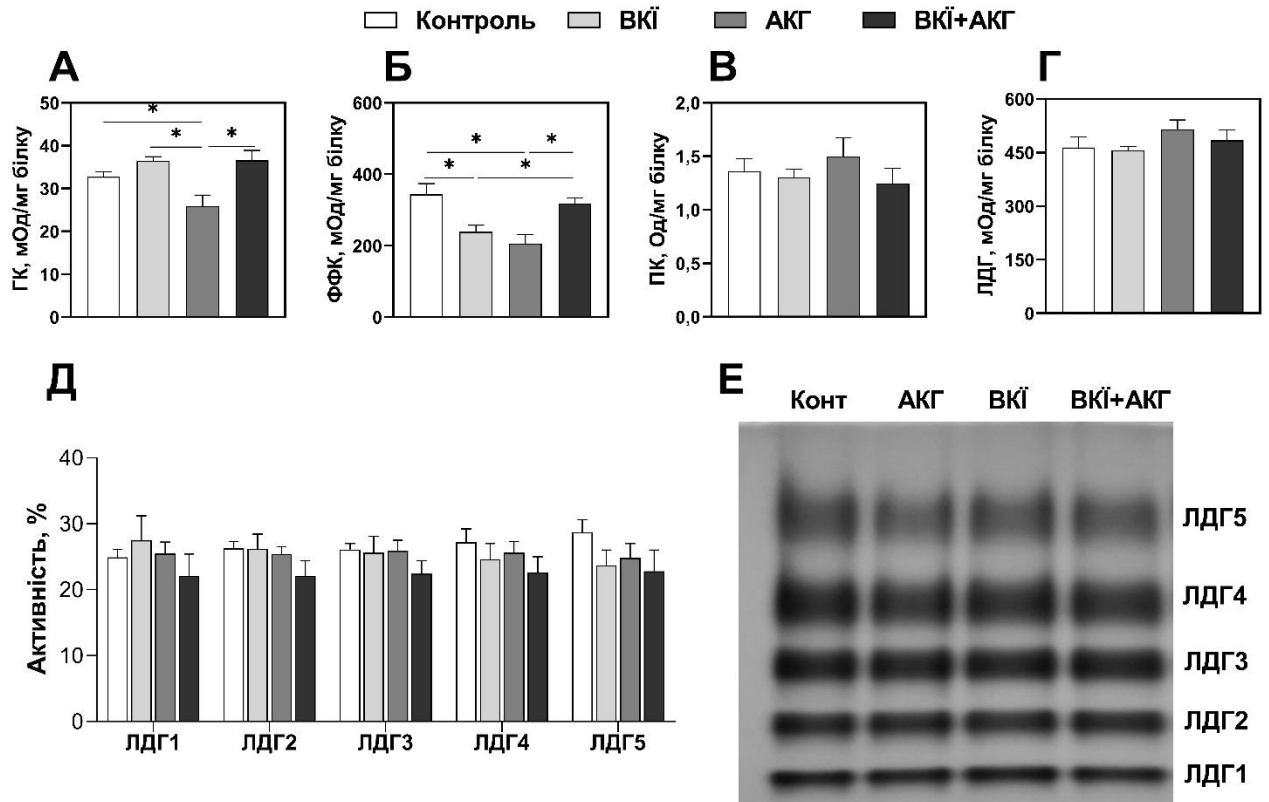 Контроль ВКЇ АКГ ВКЇ+АКГ
А Б В Г
ГК, мОд/мг білку
50
40
30
20
10
0
* * *
ФФК, мОд/мг білку
600
400
200
0
* * * *
ПК, Од/мг білку
2,0
1,5
1,0
0,5
0,0
ЛДГ, мОд/мг білку
600
450
300
150
0
Д
Активність, %
40
30
20
10
0
ЛДГ1 ЛДГ2 ЛДГ3 ЛДГ4 ЛДГ5
Е
Конт АКГ ВКЇ ВКЇ+АКГ
ЛДГ5
ЛДГ4
ЛДГ3
ЛДГ2
ЛДГ1